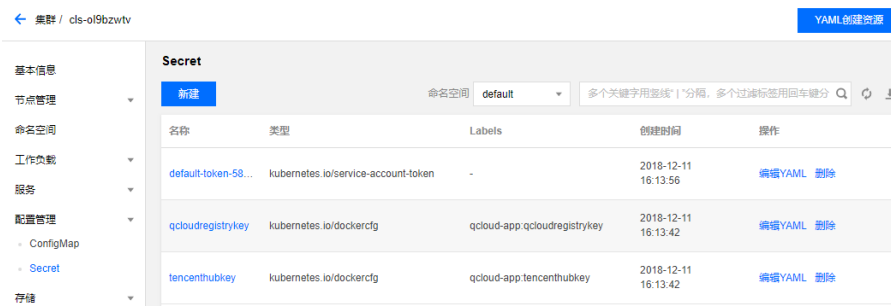 集群 / cls-ol9bzwtv
YAML创建资源
基本信息
节点管理
命名空间
工作负载
服务
配置管理
ConfigMap
Secret
存储
Secret
新建
命名空间 default
多个关键字用竖线"|"分隔，多个过滤标签用回车键分
名称 类型 Labels 创建时间 操作
default-token-58... kubernetes.io/service-account-token - 2018-12-11 编辑YAML 删除
16:13:56
qcloudregistrykey kubernetes.io/dockercfg qcloud-app:qcloudregistrykey 2018-12-11 编辑YAML 删除
16:13:42
tencenthubkey kubernetes.io/dockercfg qcloud-app:tencenthubkey 2018-12-11 编辑YAML 删除
16:13:42